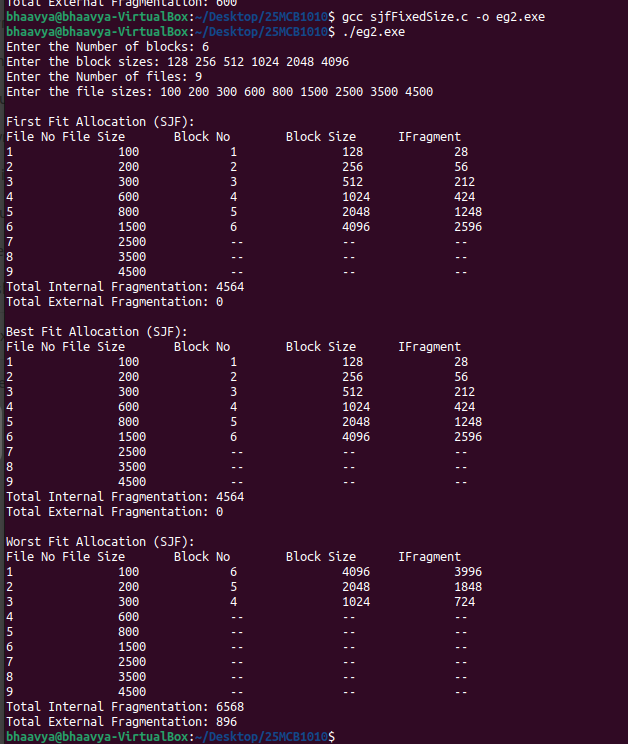 Total External Fragmentation: 600
bhaavya@bhaavya-VirtualBox:~/Desktop/25MCB1010$ gcc sjfFixedSize.c -o eg2.exe
bhaavya@bhaavya-VirtualBox:~/Desktop/25MCB1010$ ./eg2.exe
Enter the Number of blocks: 6
Enter the block sizes: 128 256 512 1024 2048 4096
Enter the Number of files: 9
Enter the file sizes: 100 200 300 600 800 1500 2500 3500 4500

First Fit Allocation (SJF):
File No File Size       Block No        Block Size      IFragment
1               100             1               128             28
2               200             2               256             56
3               300             3               512             212
4               600             4               1024            424
5               800             5               2048            1248
6               1500            6               4096            2596
7               2500            --              --              --
8               3500            --              --              --
9               4500            --              --              --
Total Internal Fragmentation: 4564
Total External Fragmentation: 0

Best Fit Allocation (SJF):
File No File Size       Block No        Block Size      IFragment
1               100             1               128             28
2               200             2               256             56
3               300             3               512             212
4               600             4               1024            424
5               800             5               2048            1248
6               1500            6               4096            2596
7               2500            --              --              --
8               3500            --              --              --
9               4500            --              --              --
Total Internal Fragmentation: 4564
Total External Fragmentation: 0

Worst Fit Allocation (SJF):
File No File Size       Block No        Block Size      IFragment
1               100             6               4096            3996
2               200             5               2048            1848
3               300             4               1024            724
4               600             --              --              --
5               800             --              --              --
6               1500            --              --              --
7               2500            --              --              --
8               3500            --              --              --
9               4500            --              --              --
Total Internal Fragmentation: 6568
Total External Fragmentation: 896
bhaavya@bhaavya-VirtualBox:~/Desktop/25MCB1010$